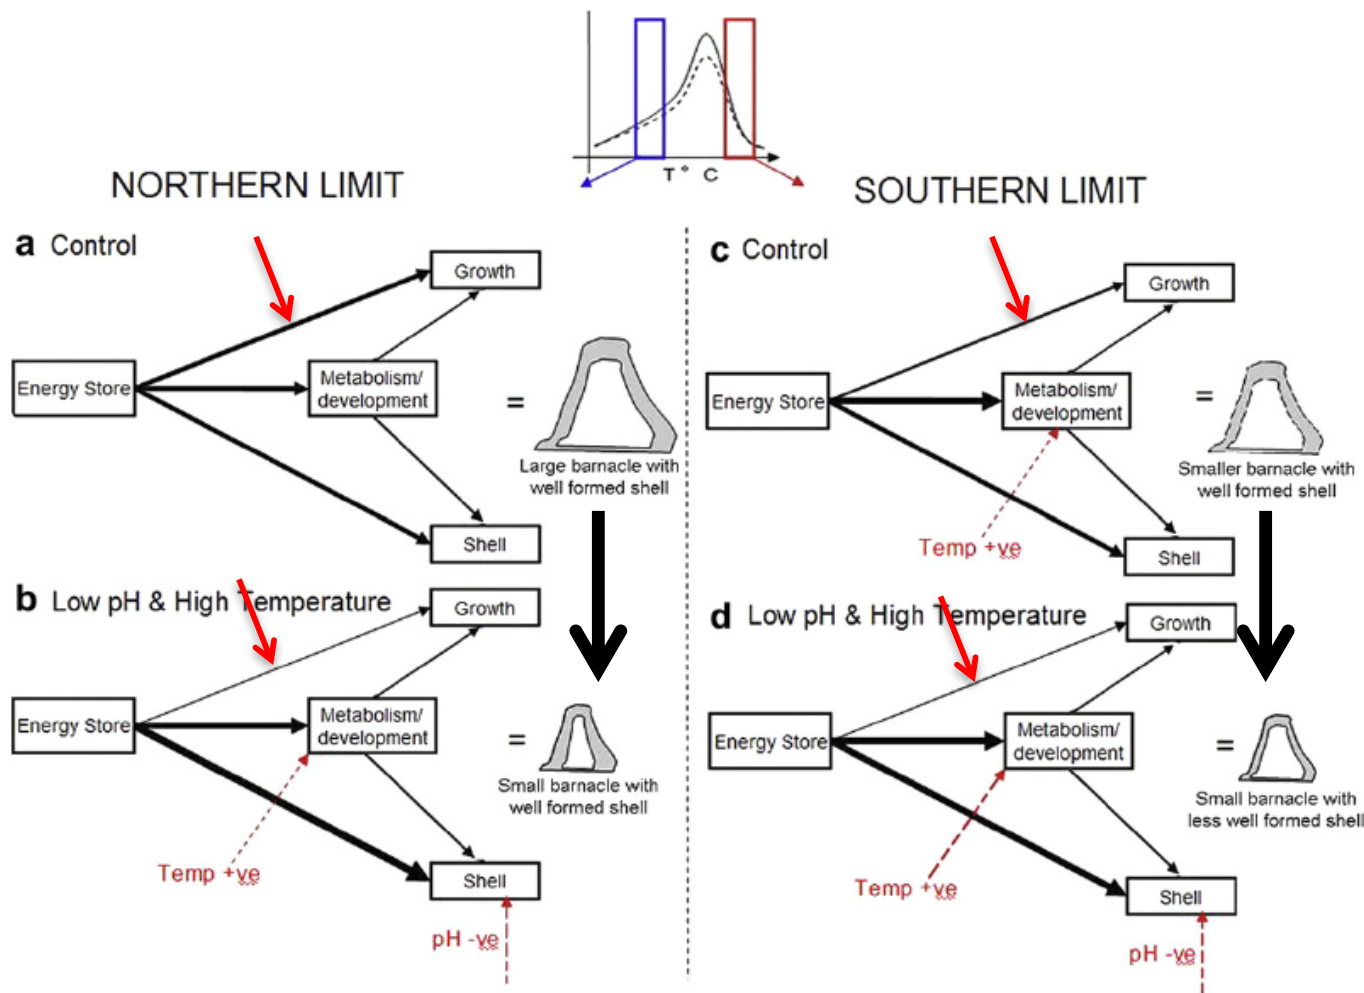 T° C
NORTHERN LIMIT
SOUTHERN LIMIT
a Control
Growth
Energy Store
Metabolism/
development
Shell
=
Large barnacle with
well formed shell
c Control
Growth
Energy Store
Metabolism/
development
Temp +ve
Shell
=
Smaller barnacle with
well formed shell
b Low pH & High Temperature
Growth
Energy Store
Metabolism/
development
Temp +ve
Shell
pH -ve
=
Small barnacle with
well formed shell
d Low pH & High Temperature
Growth
Energy Store
Metabolism/
development
Temp +ve
Shell
pH -ve
=
Small barnacle with
less well formed shell